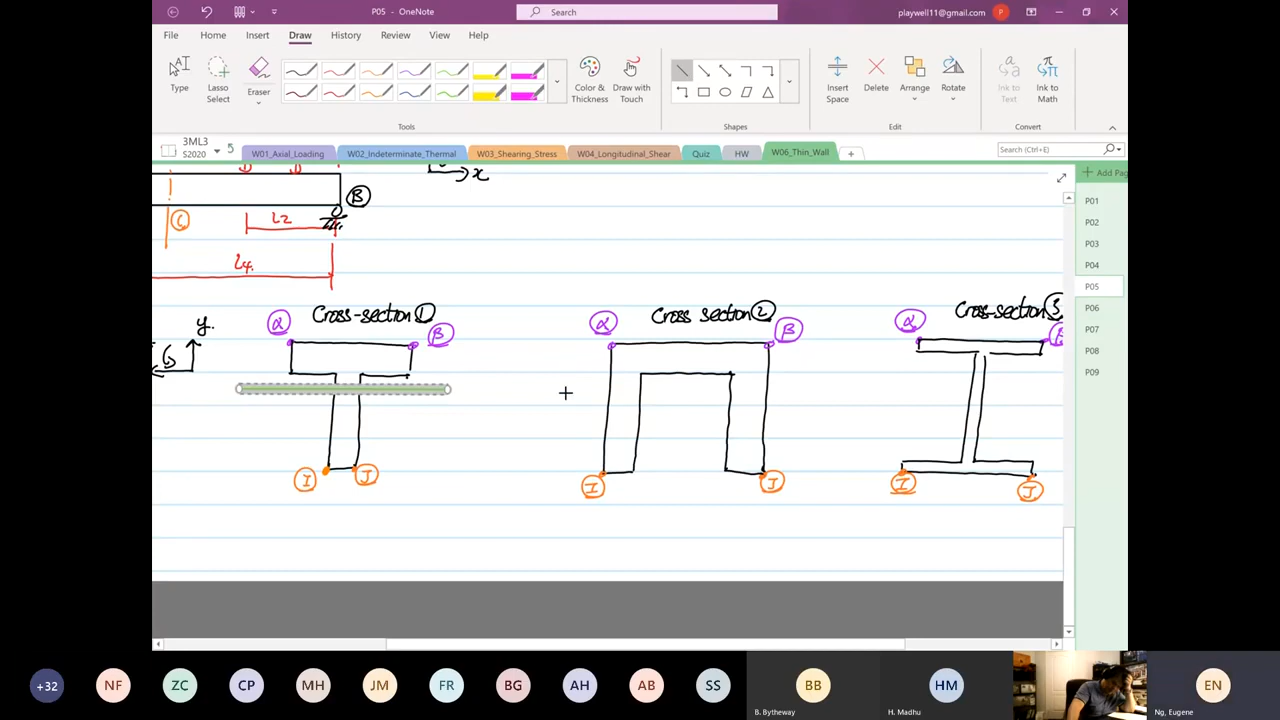 P05 - OneNote
Search
playwell11@gmail.com
P
File
Home
Insert
Draw
History
Review
View
Help
Type
Lasso Select
Eraser
Color & Thickness
Draw with Touch
Insert Space
Delete
Arrange
Rotate
Ink to Text
Ink to Math
Tools
Shapes
Edit
Convert
3ML3 S2020
W01_Axial_Loading
W02_Indeterminate_Thermal
W03_Shearing_Stress
W04_Longitudinal_Shear
Quiz
HW
W06_Thin_Wall
Search (Ctrl+E)
Add Pag
P01
P02
P03
P04
P05
P06
P07
P08
P09
x
B
C
L2
L4.
y.
Cross-section 1
α
β
I
J
Cross section 2
α
β
I
J
Cross-section 3
α
β
I
J
+32
NF
ZC
CP
MH
JM
FR
BG
AH
AB
SS
BB
B. Bytheway
HM
H. Madhu
EN
Ng, Eugene